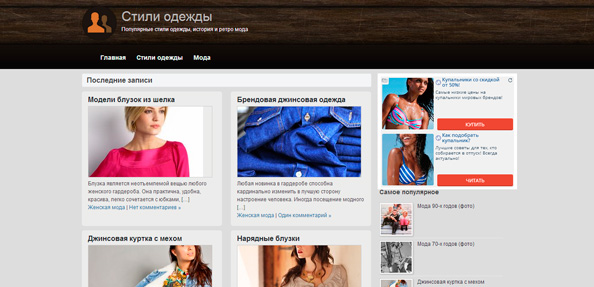 Стили одежды
Популярные стили одежды, история и ретро мода
Главная Стили одежды Мода
Последние записи
Модели блузок из шелка
Блузка является неотъемлемой вещью любого
женского гардероба. Она практична, удобна,
красива, легко сочетается с юбками, [...]
Женская мода | Нет комментариев »
Брендовая джинсовая одежда
Любая новинка в гардеробе способна
кардинально изменить в лучшую сторону
настроение человека. Иногда посещение модного
[...]
Женская мода | Один комментарий »
Джинсовая куртка с мехом
Нарядные блузки
Купальники со скидкой
от 50%!
Самые низкие цены на
купальники мировых брендов!
КУПИТЬ
Как подобрать
купальник?
Лучшие советы для тех, кто
собирается в отпуск! Всегда
актуально!
ЧИТАТЬ
Самое популярное
Мода 90-х годов (фото)
Мода 70-х годов (фото)
Джинсовая куртка с мехом